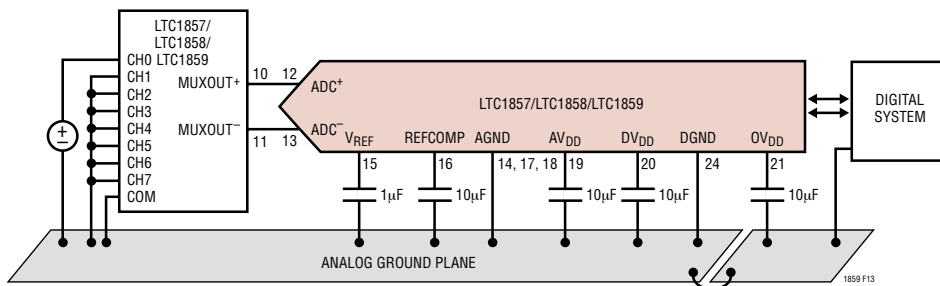 LTC1857/
LTC1858/
LTC1859
CH0
CH1
CH2
CH3
CH4
CH5
CH6
CH7
COM
MUXOUT+
MUXOUT–
10
11
12
13
ADC+
ADC–
LTC1857/LTC1858/LTC1859
VREF
REFCOMP
AGND
AVDD
DVDD
DGND
OVDD
15
16
14, 17, 18
19
20
24
21
1µF
10µF
10µF
10µF
10µF
DIGITAL
SYSTEM
ANALOG GROUND PLANE
1859 F13